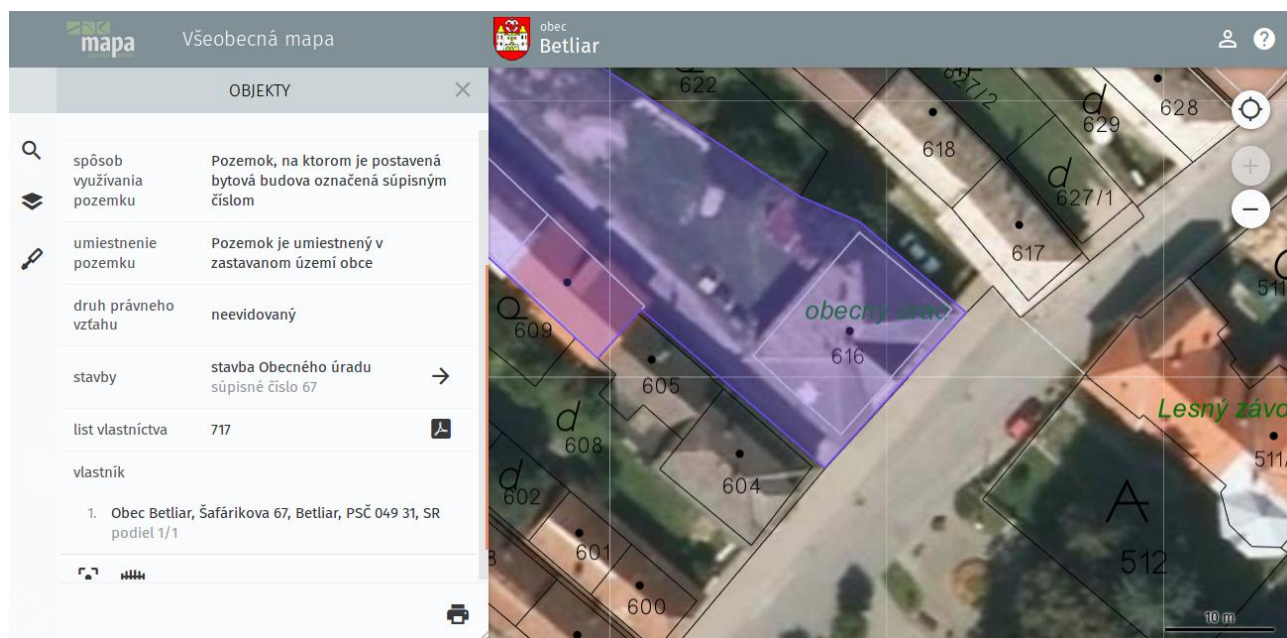 mapa
Všeobecná mapa
obec
Betliar
OBJEKTY
spôsob
využívania
pozemku
Pozemok, na ktorom je postavená
bytová budova označená súpisným
číslom
umiestnenie
pozemku
Pozemok je umiestnený v
zastavanom území obce
druh právneho
vzťahu
neevidovaný
stavby
stavba Obecného úradu
súpisné číslo 67
list vlastníctva
717
vlastník
1. Obec Betliar, Šafárikova 67, Betliar, PSČ 049 31, SR
podiel 1/1
622
627/2
628
629
618
627/1
617
obecný úrad
616
609
605
608
604
602
601
600
Lesný závo
512
10 m